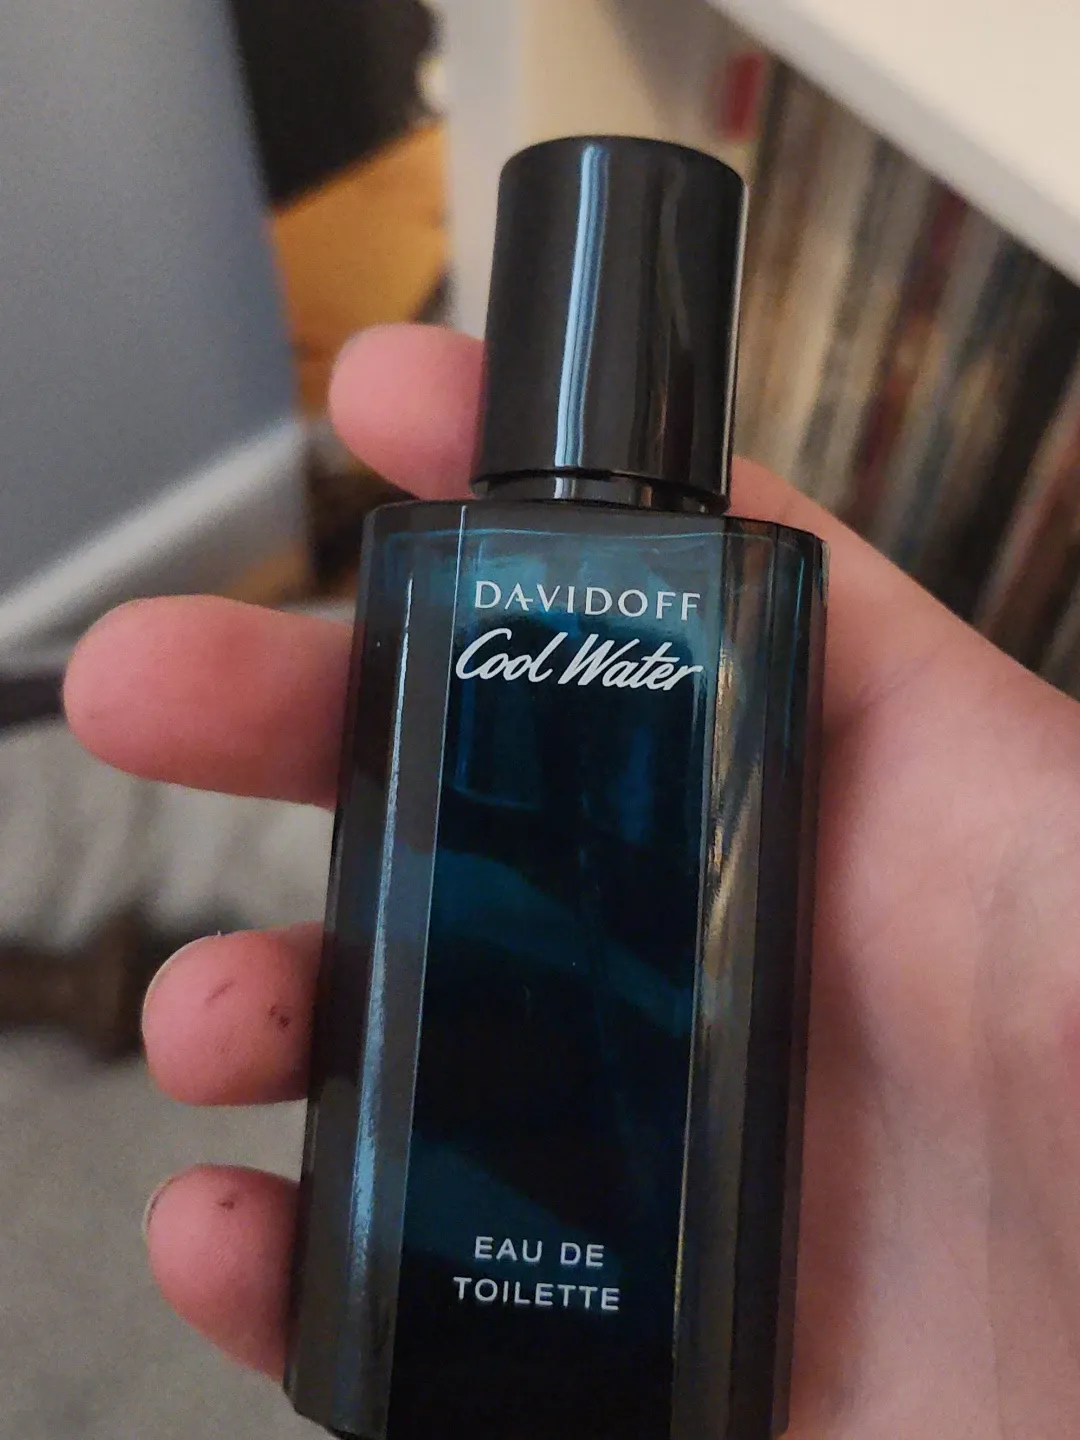 DAVIDOFF
Cool Water
EAU DE
TOILETTE